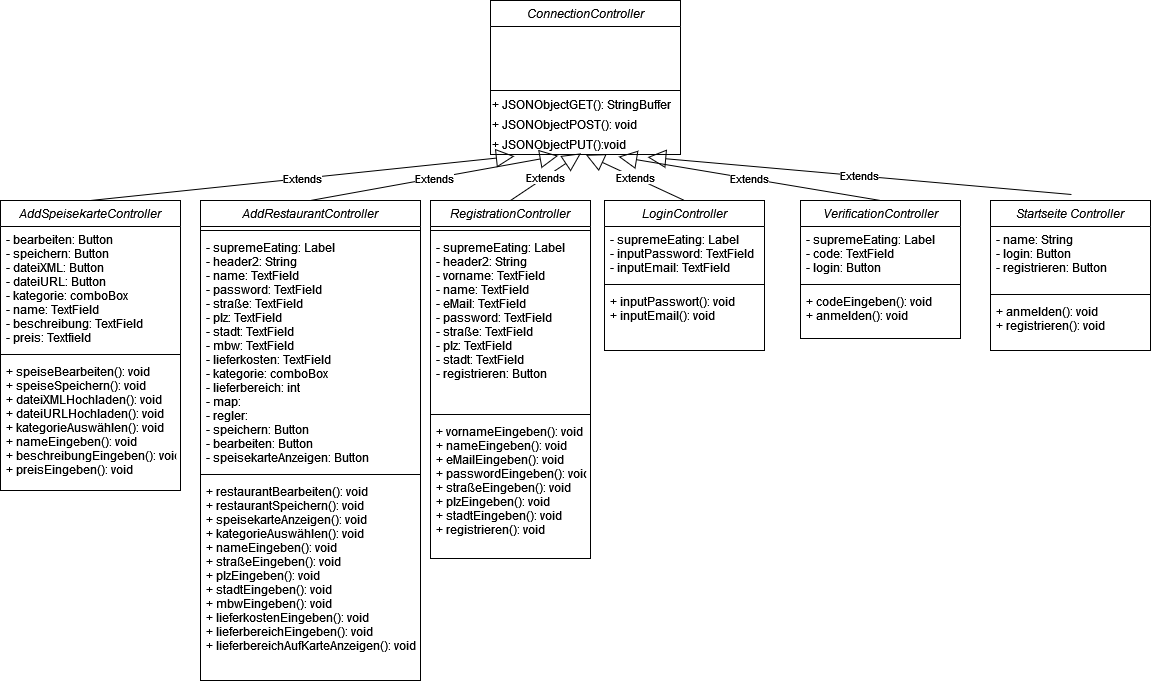 ConnectionController
+ JSONObjectGET(): StringBuffer
+ JSONObjectPOST(): void
+ JSONObjectPUT():void
Extends
Extends
Extends
Extends
Extends
Extends
AddSpeisekarteController
- bearbeiten: Button
- speichern: Button
- dateiXML: Button
- dateiURL: Button
- kategorie: comboBox
- name: TextField
- beschreibung: TextField
- preis: Textfield
+ speiseBearbeiten(): void
+ speiseSpeichern(): void
+ dateiXMLHochladen(): void
+ dateiURLHochladen(): void
+ kategorieAuswählen(): void
+ nameEingeben(): void
+ beschreibungEingeben(): void
+ preisEingeben(): void
AddRestaurantController
- supremeEating: Label
- header2: String
- name: TextField
- password: TextField
- straße: TextField
- plz: TextField
- stadt: TextField
- mbw: TextField
- lieferkosten: TextField
- kategorie: comboBox
- lieferbereich: int
- map:
- regler:
- speichern: Button
- bearbeiten: Button
- speisekarteAnzeigen: Button
+ restaurantBearbeiten(): void
+ restaurantSpeichern(): void
+ speisekarteAnzeigen(): void
+ kategorieAuswählen(): void
+ nameEingeben(): void
+ straßeEingeben(): void
+ plzEingeben(): void
+ stadtEingeben(): void
+ mbwEingeben(): void
+ lieferkostenEingeben(): void
+ lieferbereichEingeben(): void
+ lieferbereichAufKarteAnzeigen(): void
RegistrationController
- supremeEating: Label
- header2: String
- vorname: TextField
- name: TextField
- eMail: TextField
- password: TextField
- straße: TextField
- plz: TextField
- stadt: TextField
- registrieren: Button
+ vornameEingeben(): void
+ nameEingeben(): void
+ eMailEingeben(): void
+ passwordEingeben(): void
+ straßeEingeben(): void
+ plzEingeben(): void
+ stadtEingeben(): void
+ registrieren(): void
LoginController
- supremeEating: Label
- inputPassword: TextField
- inputEmail: TextField
+ inputPasswort(): void
+ inputEmail(): void
VerificationController
- supremeEating: Label
- code: TextField
- login: Button
+ codeEingeben(): void
+ anmelden(): void
Startseite Controller
- name: String
- login: Button
- registrieren: Button
+ anmelden(): void
+ registrieren(): void